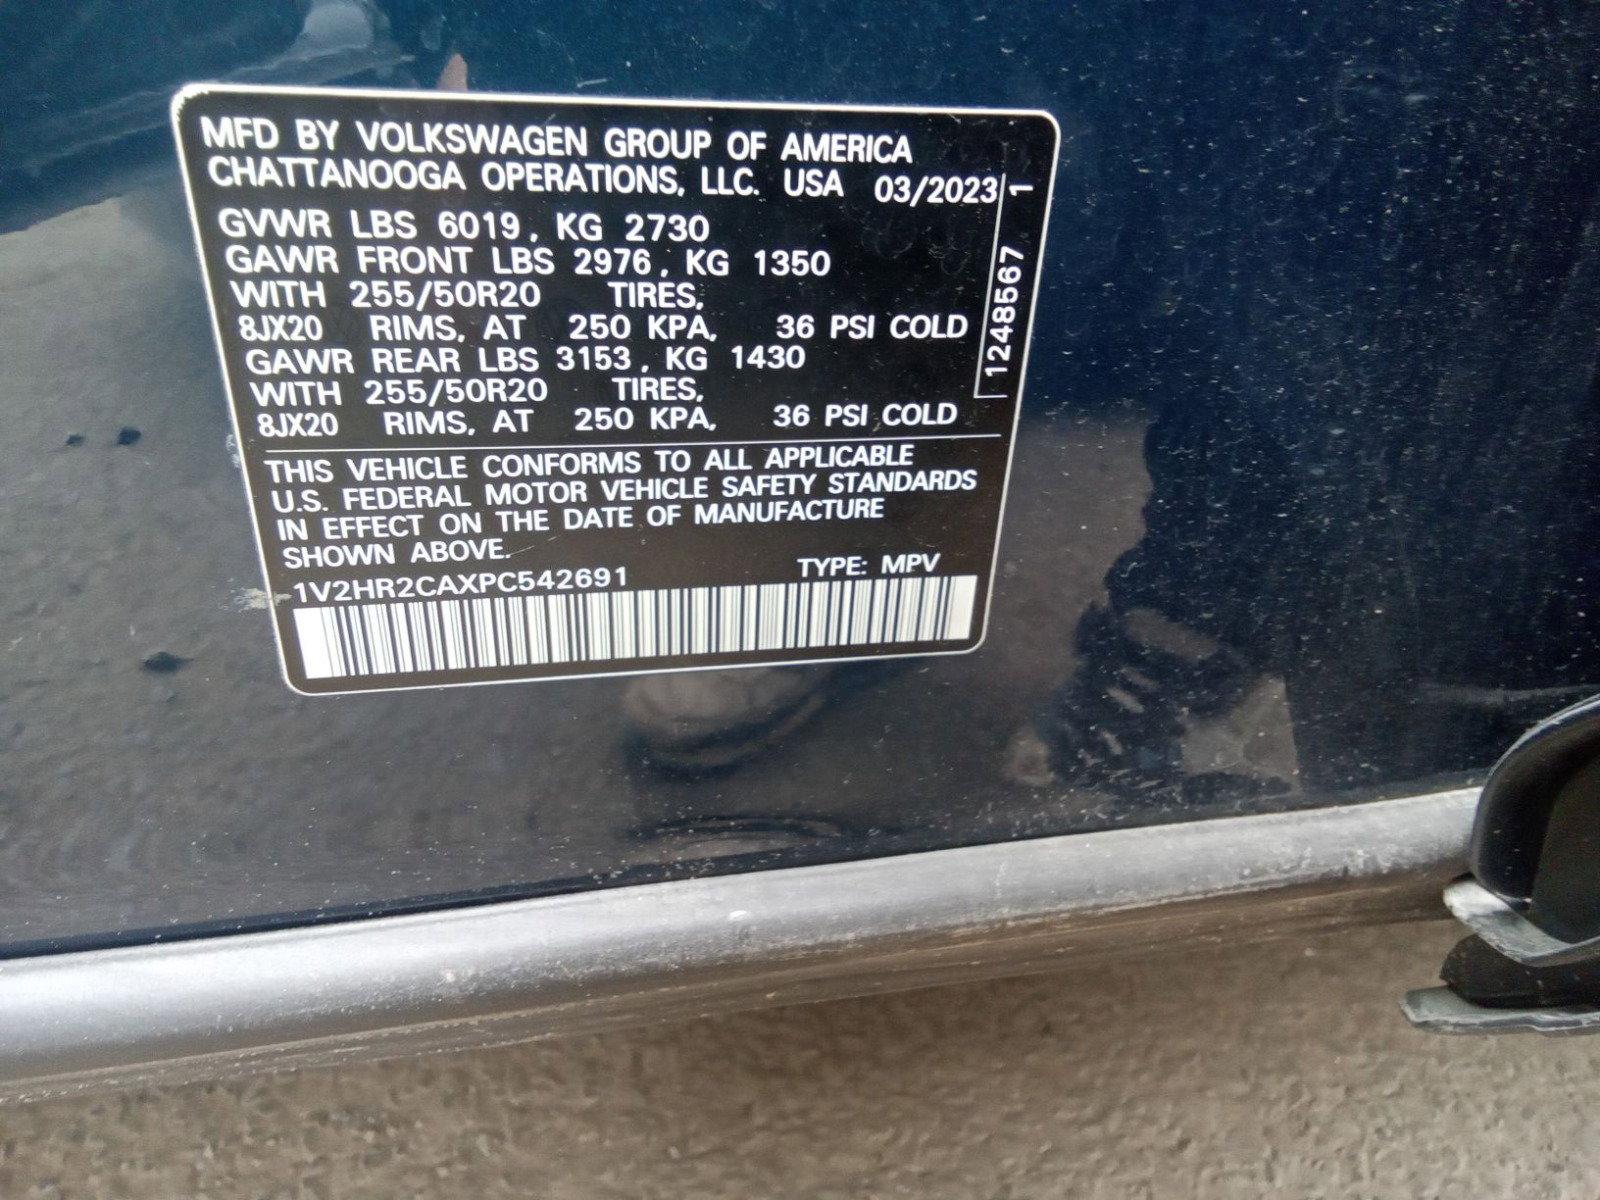 MFD BY VOLKSWAGEN GROUP OF AMERICA
CHATTANOOGA OPERATIONS, LLC. USA 03/2023
GVWR LBS 6019, KG 2730
GAWR FRONT LBS 2976, KG 1350
WITH 255/50R20 TIRES,
8JX20 RIMS, AT 250 KPA, 36 PSI COLD
GAWR REAR LBS 3153, KG 1430
WITH 255/50R20 TIRES,
8JX20 RIMS, AT 250 KPA, 36 PSI COLD
1248567 1
THIS VEHICLE CONFORMS TO ALL APPLICABLE
U.S. FEDERAL MOTOR VEHICLE SAFETY STANDARDS
IN EFFECT ON THE DATE OF MANUFACTURE
SHOWN ABOVE.
1V2HR2CAXPC542691 TYPE: MPV